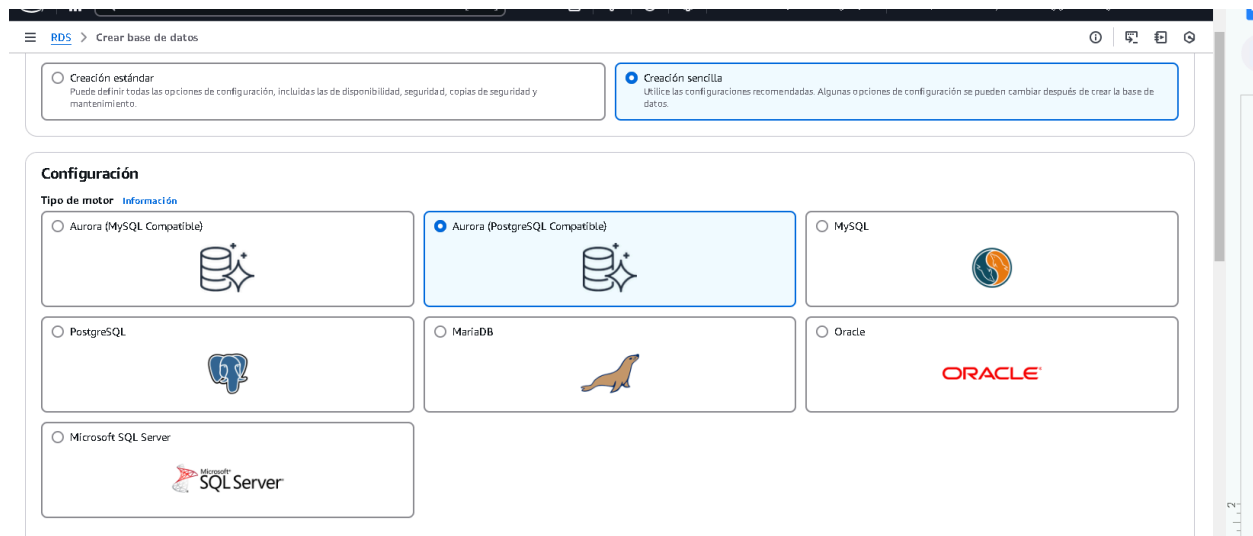 RDS > Crear base de datos
Creación estándar
Puede definir todas las opciones de configuración, incluidas las de disponibilidad, seguridad, copias de seguridad y
mantenimiento.
Creación sencilla
Utilice las configuraciones recomendadas. Algunas opciones de configuración se pueden cambiar después de crear la base de
datos.
Configuración
Tipo de motor Información
Aurora (MySQL Compatible)
Aurora (PostgreSQL Compatible)
MySQL
PostgreSQL
MariaDB
Oracle
ORACLE
Microsoft SQL Server
Microsoft
SQL Server
2